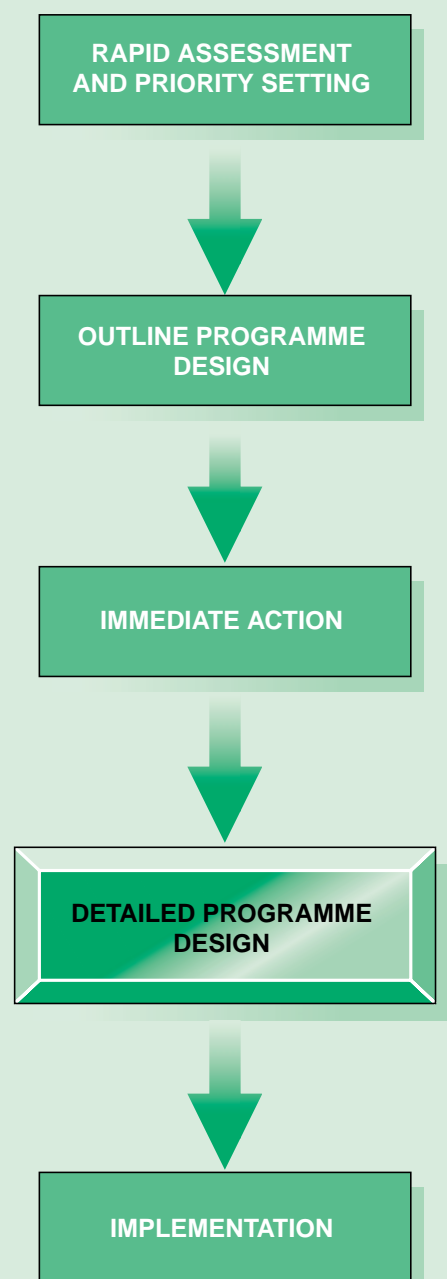 RAPID ASSESSMENT
AND PRIORITY SETTING
OUTLINE PROGRAMME
DESIGN
IMMEDIATE ACTION
DETAILED PROGRAMME
DESIGN
IMPLEMENTATION